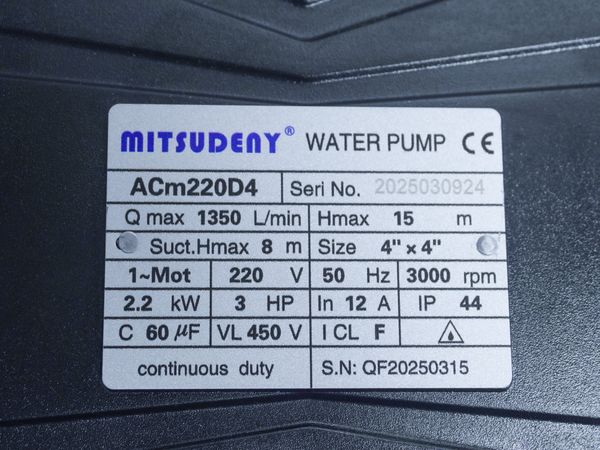 MITSUDENY® WATER PUMP CE
ACm220D4 Seri No. 2025030924
Q max 1350 L/min Hmax 15 m
Suct.Hmax 8 m Size 4" × 4"
1~Mot 220 V 50 Hz 3000 rpm
2.2 kW 3 HP In 12 A IP 44
C 60 µF VL 450 V I CL F
continuous duty S.N: QF20250315